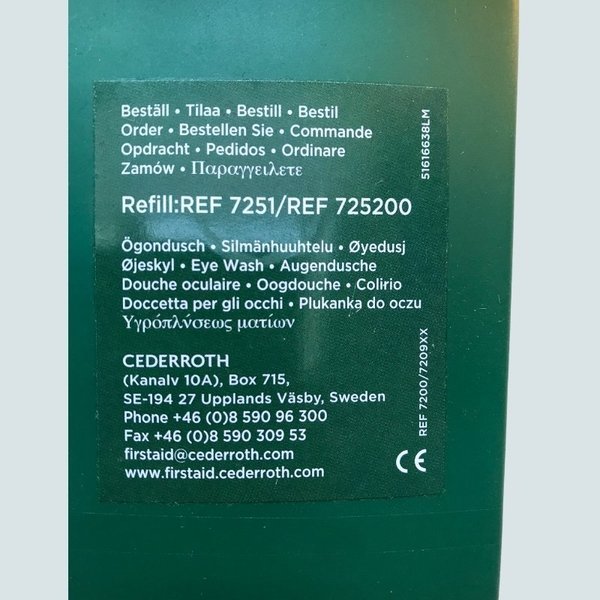 Beställ • Tilaa • Bestill • Bestil
Order • Bestellen Sie • Commande
Opdracht • Pedidos • Ordinare
Zamów • Παραγγειλετε
Refill:REF 7251/REF 725200
Ögondusch • Silmänhuuhtelu • Øyedusj
Øjeskyl • Eye Wash • Augendusche
Douche oculaire • Oogdouche • Colirio
Doccetta per gli occhi • Plukanka do oczu
Υγρόπλνσεως ματίων
CEDERROTH
(Kanalv 10A), Box 715,
SE-194 27 Upplands Väsby, Sweden
Phone +46 (0)8 590 96 300
Fax +46 (0)8 590 309 53
firstaid@cederroth.com
www.firstaid.cederroth.com
CE
51616638LM
REF 7200/7209XX